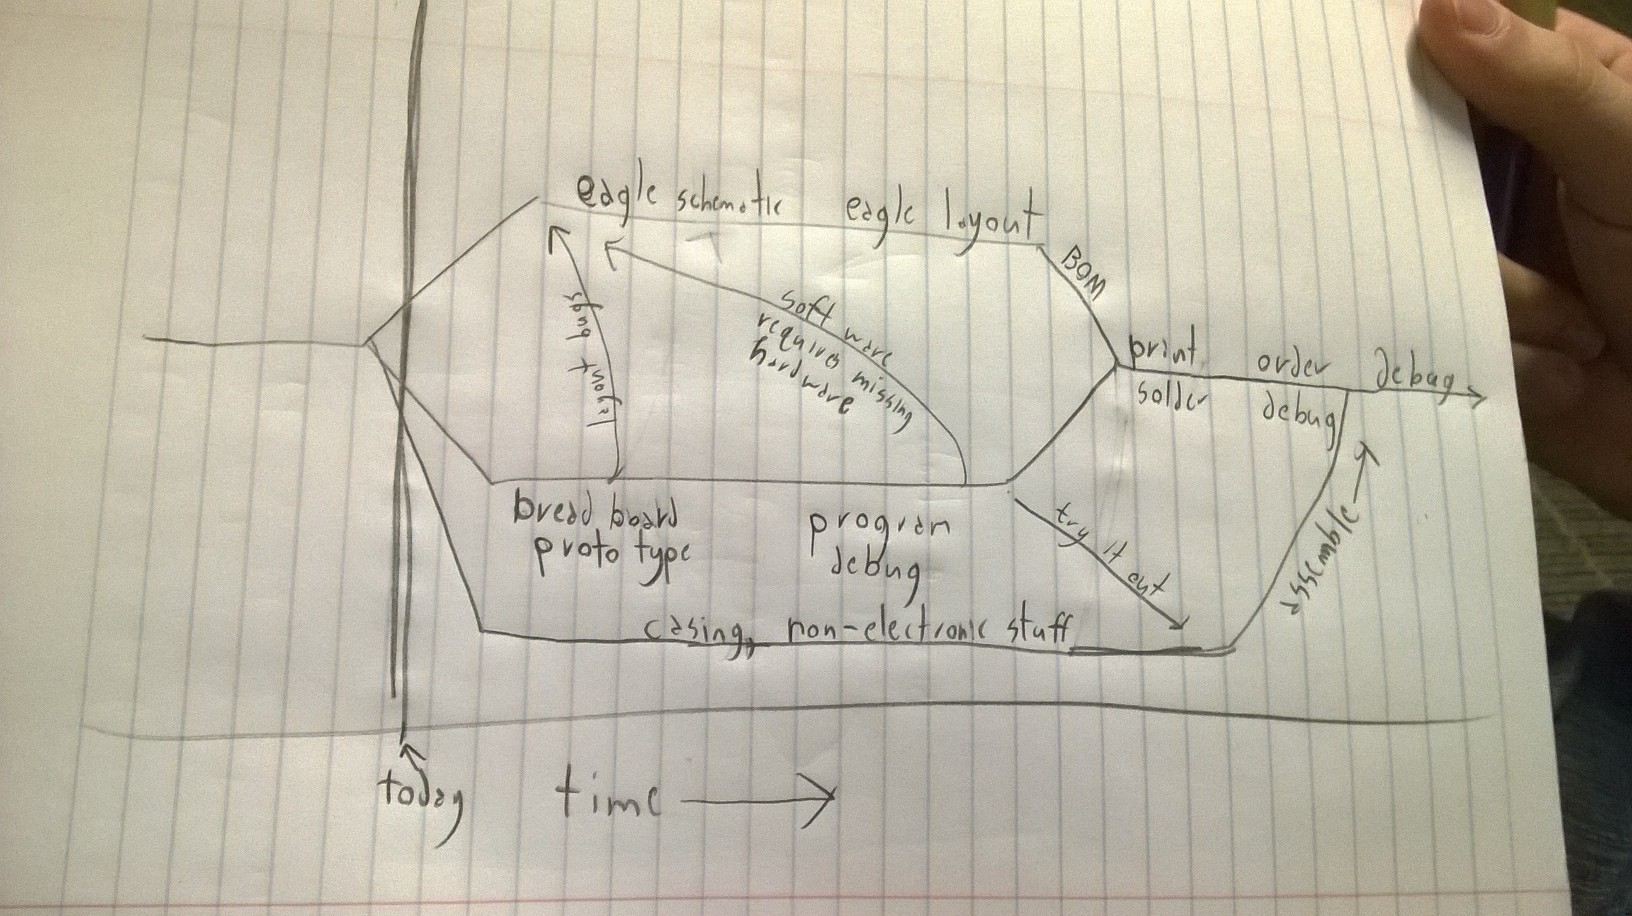 eagle schematic eagle layout
BOM
layout bugs
software
requires missing
hardware
print order debug
solder debug
bread board
proto type
program
debug
try it out
assemble
casing, non-electronic stuff
today
time